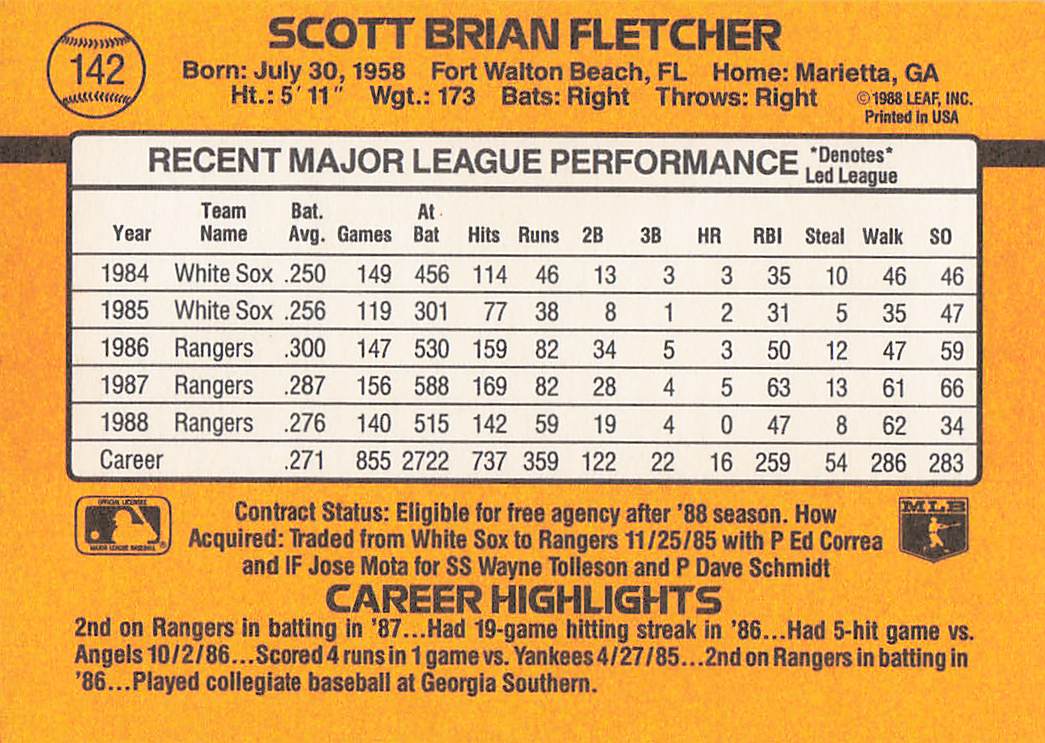 SCOTT BRIAN FLETCHER
142
Born: July 30, 1958 Fort Walton Beach, FL Home: Marietta, GA
Ht.: 5' 11" Wgt.: 173 Bats: Right Throws: Right ©1988 LEAF, INC.
Printed in USA
RECENT MAJOR LEAGUE PERFORMANCE *Denotes*
Led League
Team Bat. At
Year Name Avg. Games Bat Hits Runs 2B 3B HR RBI Steal Walk SO
1984 White Sox .250 149 456 114 46 13 3 3 35 10 46 46
1985 White Sox .256 119 301 77 38 8 1 2 31 5 35 47
1986 Rangers .300 147 530 159 82 34 5 3 50 12 47 59
1987 Rangers .287 156 588 169 82 28 4 5 63 13 61 66
1988 Rangers .276 140 515 142 59 19 4 0 47 8 62 34
Career .271 855 2722 737 359 122 22 16 259 54 286 283
OFFICIAL LICENSEE
MAJOR LEAGUE BASEBALL
MLB
Contract Status: Eligible for free agency after '88 season. How
Acquired: Traded from White Sox to Rangers 11/25/85 with P Ed Correa
and IF Jose Mota for SS Wayne Tolleson and P Dave Schmidt
CAREER HIGHLIGHTS
2nd on Rangers in batting in '87...Had 19-game hitting streak in '86...Had 5-hit game vs.
Angels 10/2/86...Scored 4 runs in 1 game vs. Yankees 4/27/85...2nd on Rangers in batting in
'86...Played collegiate baseball at Georgia Southern.